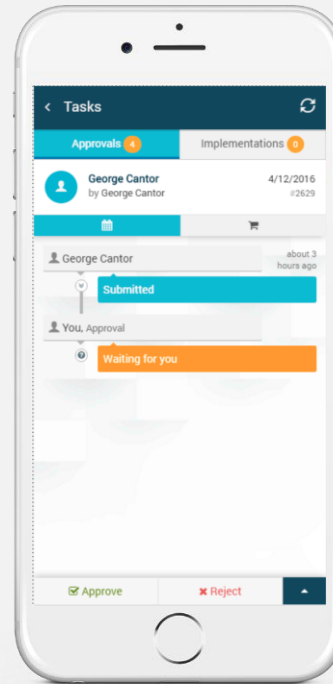 Tasks
Approvals 4
Implementations 0
George Cantor 4/12/2016
by George Cantor #2629
George Cantor about 3 hours ago
Submitted
You, Approval
Waiting for you
Approve
Reject